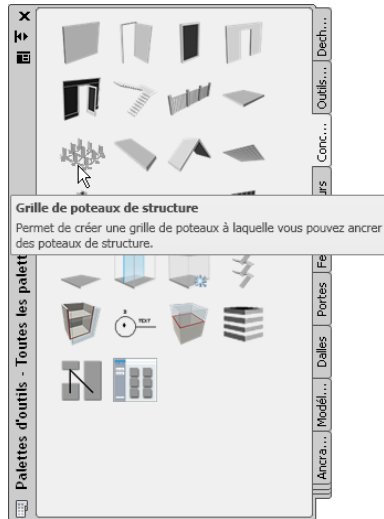 Dech...
Outils...
Conc...
urs
Grille de poteaux de structure
Permet de créer une grille de poteaux à laquelle vous pouvez ancrer
des poteaux de structure.
Fe
Portes
Dalles
Modél...
Ancra...
Palettes d'outils - Toutes les palett
TEXT